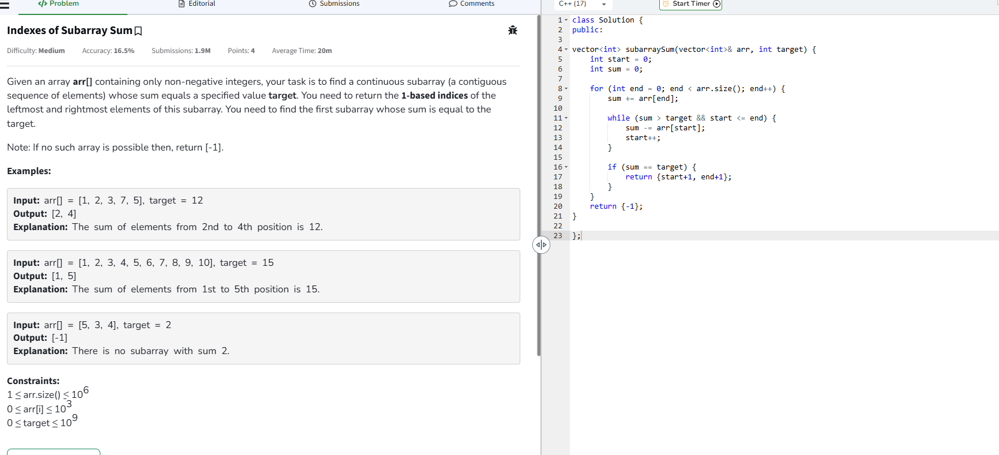 </> Problem
Editorial
Submissions
Comments
C++ (17)
Start Timer
Indexes of Subarray Sum
Difficulty: Medium Accuracy: 16.5% Submissions: 1.9M Points: 4 Average Time: 20m
Given an array arr[] containing only non-negative integers, your task is to find a continuous subarray (a contiguous
sequence of elements) whose sum equals a specified value target. You need to return the 1-based indices of the
leftmost and rightmost elements of this subarray. You need to find the first subarray whose sum is equal to the
target.
Note: If no such array is possible then, return [-1].
Examples:
Input: arr[] = [1, 2, 3, 7, 5], target = 12
Output: [2, 4]
Explanation: The sum of elements from 2nd to 4th position is 12.
Input: arr[] = [1, 2, 3, 4, 5, 6, 7, 8, 9, 10], target = 15
Output: [1, 5]
Explanation: The sum of elements from 1st to 5th position is 15.
Input: arr[] = [5, 3, 4], target = 2
Output: [-1]
Explanation: There is no subarray with sum 2.
Constraints:
1 ≤ arr.size() ≤ 10^6
0 ≤ arr[i] ≤ 10^3
0 ≤ target ≤ 10^9
1 class Solution {
2 public:
3
4 vector<int> subarraySum(vector<int>& arr, int target) {
5     int start = 0;
6     int sum = 0;
7
8     for (int end = 0; end < arr.size(); end++) {
9         sum += arr[end];
10
11         while (sum > target && start <= end) {
12             sum -= arr[start];
13             start++;
14         }
15
16         if (sum == target) {
17             return {start+1, end+1};
18         }
19     }
20     return {-1};
21 }
22
23 };